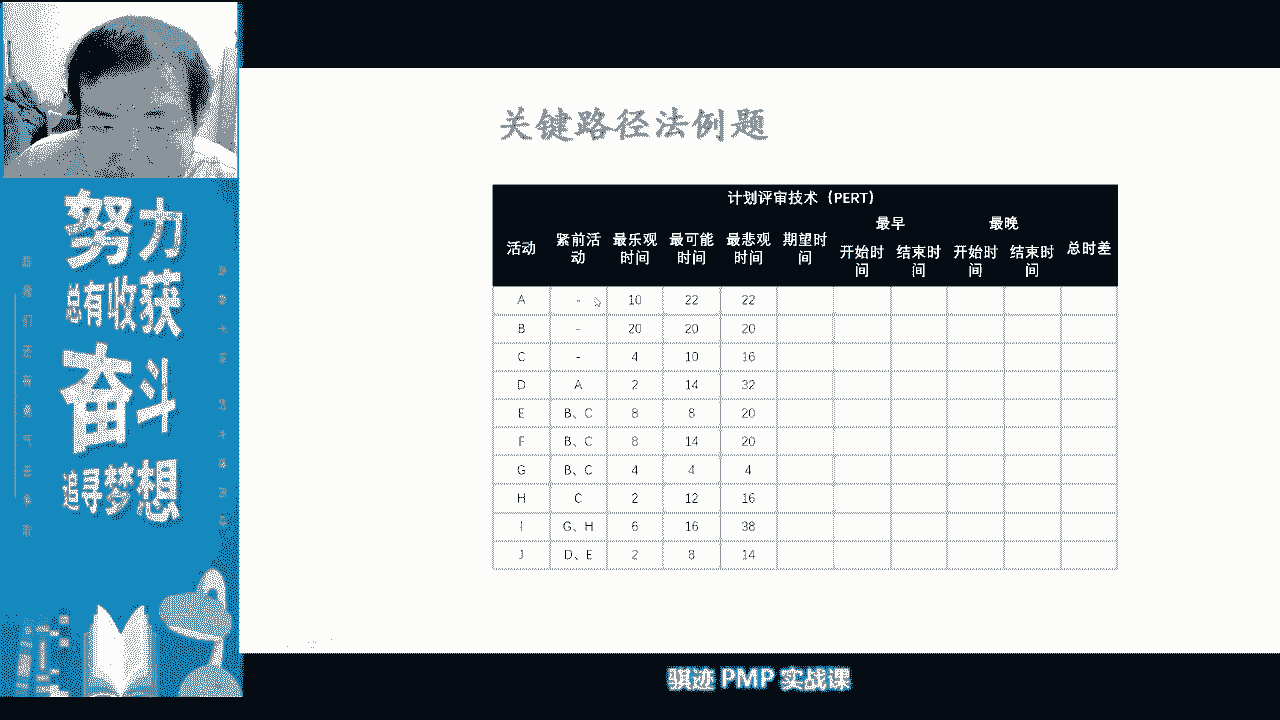 努力
总有收获
奋斗
追寻梦想
关键路径法例题
计划评审技术（PERT）
活动 紧前活动 最乐观时间 最可能时间 最悲观时间 期望时间 最早 开始时间 结束时间 最晚 开始时间 结束时间 总时差
A - 10 22 22
B - 20 20 20
C - 4 10 16
D A 2 14 32
E B、C 8 8 20
F B、C 8 14 20
G B、C 4 4 4
H C 2 12 16
I G、H 6 16 38
J D、E 2 8 14
骐迹 PMP 实战课